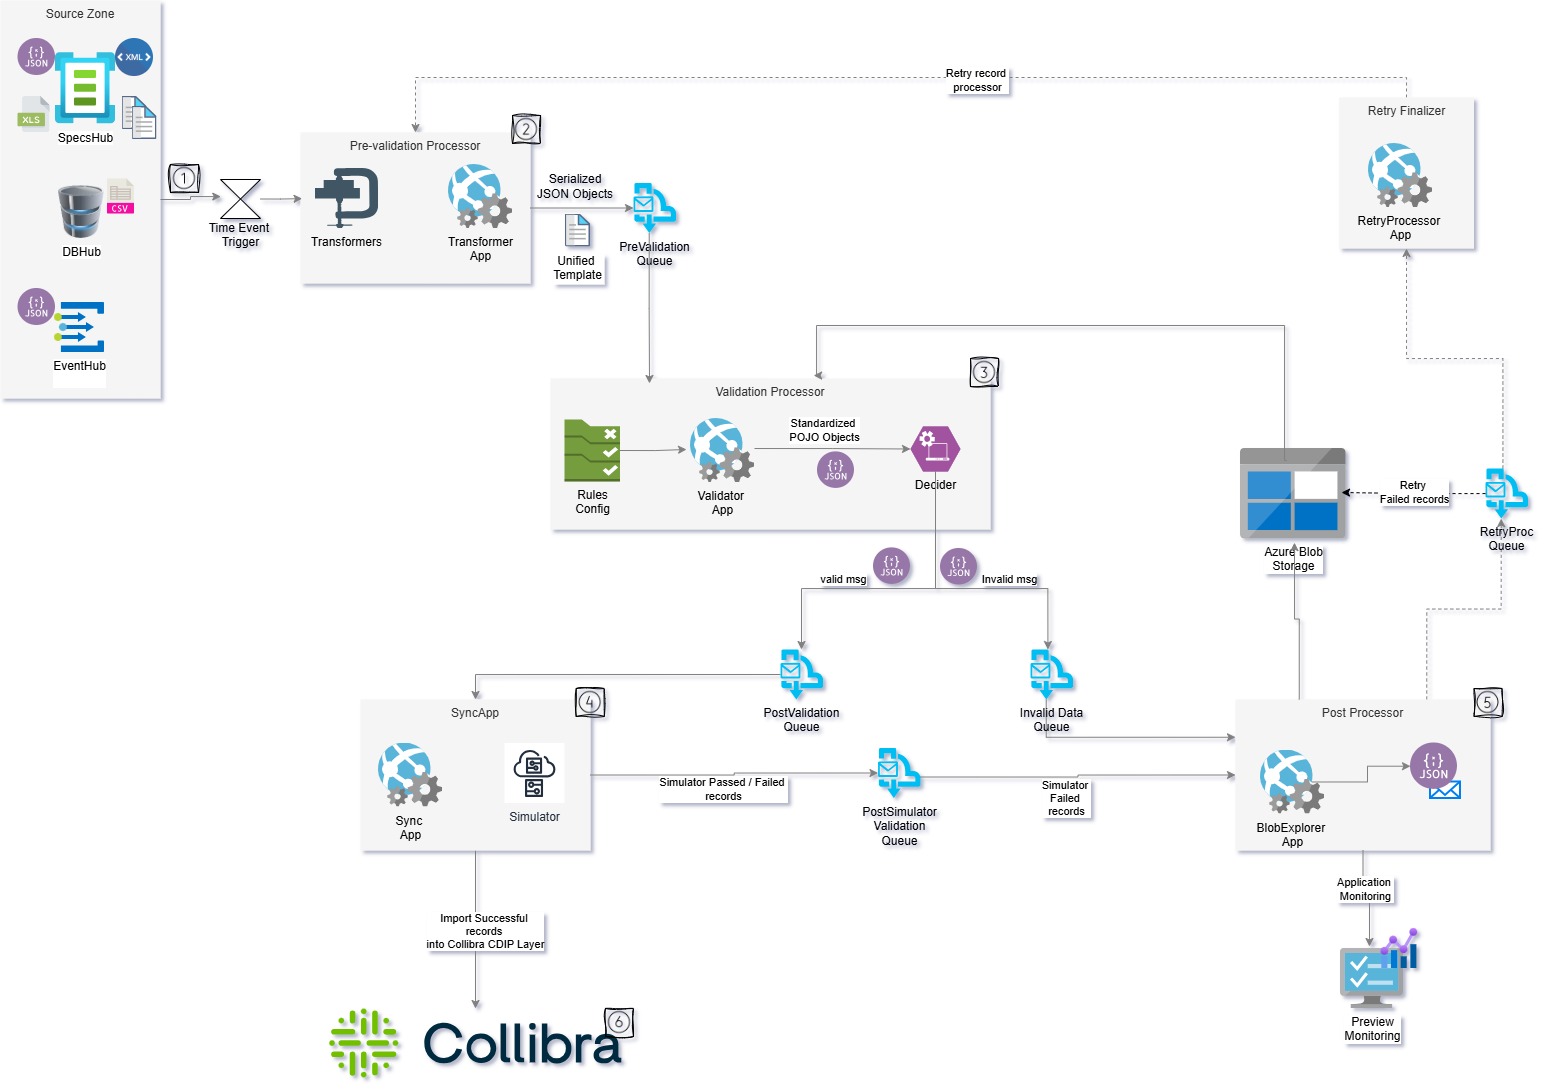 Source Zone
{;}
JSON
< XML >
XLS
SpecsHub
CSV
DBHub
{;}
JSON
EventHub
1
Time Event
Trigger
2
Pre-validation Processor
Transformers
Transformer
App
Serialized
JSON Objects
Unified
Template
PreValidation
Queue
Retry record
processor
Retry Finalizer
RetryProcessor
App
3
Validation Processor
Rules
Config
Validator
App
Standardized
POJO Objects
{;}
JSON
Decider
Azure Blob
Storage
Retry
Failed records
RetryProc
Queue
valid msg
{;}
JSON
{;}
JSON
Invalid msg
PostValidation
Queue
Invalid Data
Queue
4
SyncApp
Sync
App
Simulator
Simulator Passed / Failed
records
PostSimulator
Validation
Queue
Simulator
Failed
records
5
Post Processor
BlobExplorer
App
{;}
JSON
Application
Monitoring
Preview
Monitoring
Import Successful
records
into Collibra CDIP Layer
6
Collibra